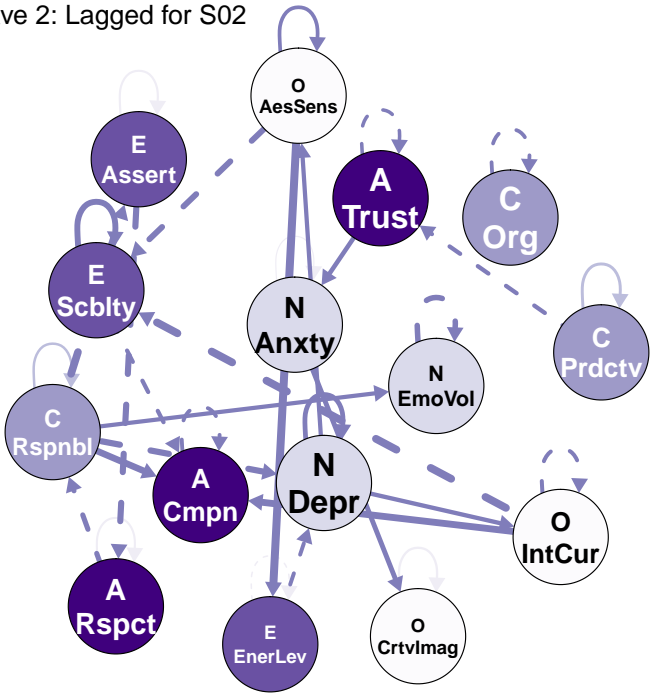 ve 2: Lagged for S02
O
AesSens
E
Assert
A
Trust
C
Org
E
Scblty
N
Anxty
C
Prdctv
N
EmoVol
C
Rspnbl
A
Cmpn
N
Depr
O
IntCur
A
Rspct
E
EnerLev
O
CrtvImag